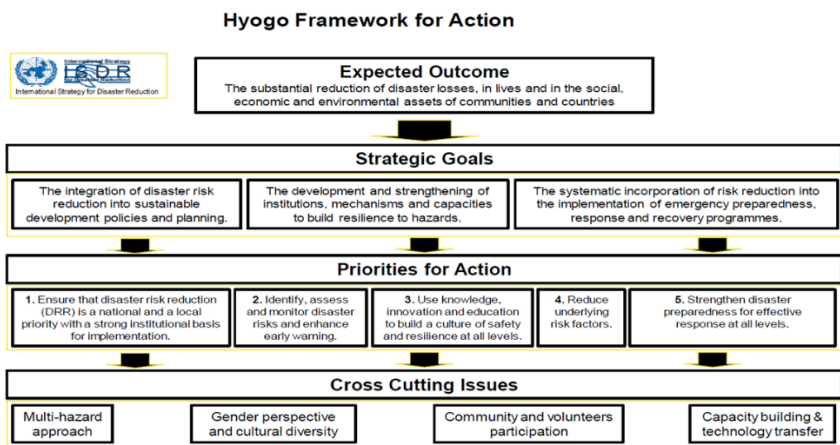 Hyogo Framework for Action
International Strategy
ISDR
for Disaster Reduction
International Strategy for Disaster Reduction
Expected Outcome
The substantial reduction of disaster losses, in lives and in the social,
economic and environmental assets of communities and countries
Strategic Goals
The integration of disaster risk
reduction into sustainable
development policies and planning.
The development and strengthening of
institutions, mechanisms and capacities
to build resilience to hazards.
The systematic incorporation of risk reduction into
the implementation of emergency preparedness,
response and recovery programmes.
Priorities for Action
1. Ensure that disaster risk reduction
(DRR) is a national and a local
priority with a strong institutional basis
for implementation.
2. Identify, assess
and monitor disaster
risks and enhance
early warning.
3. Use knowledge,
innovation and education
to build a culture of safety
and resilience at all levels.
4. Reduce
underlying
risk factors.
5. Strengthen disaster
preparedness for effective
response at all levels.
Cross Cutting Issues
Multi-hazard
approach
Gender perspective
and cultural diversity
Community and volunteers
participation
Capacity building &
technology transfer